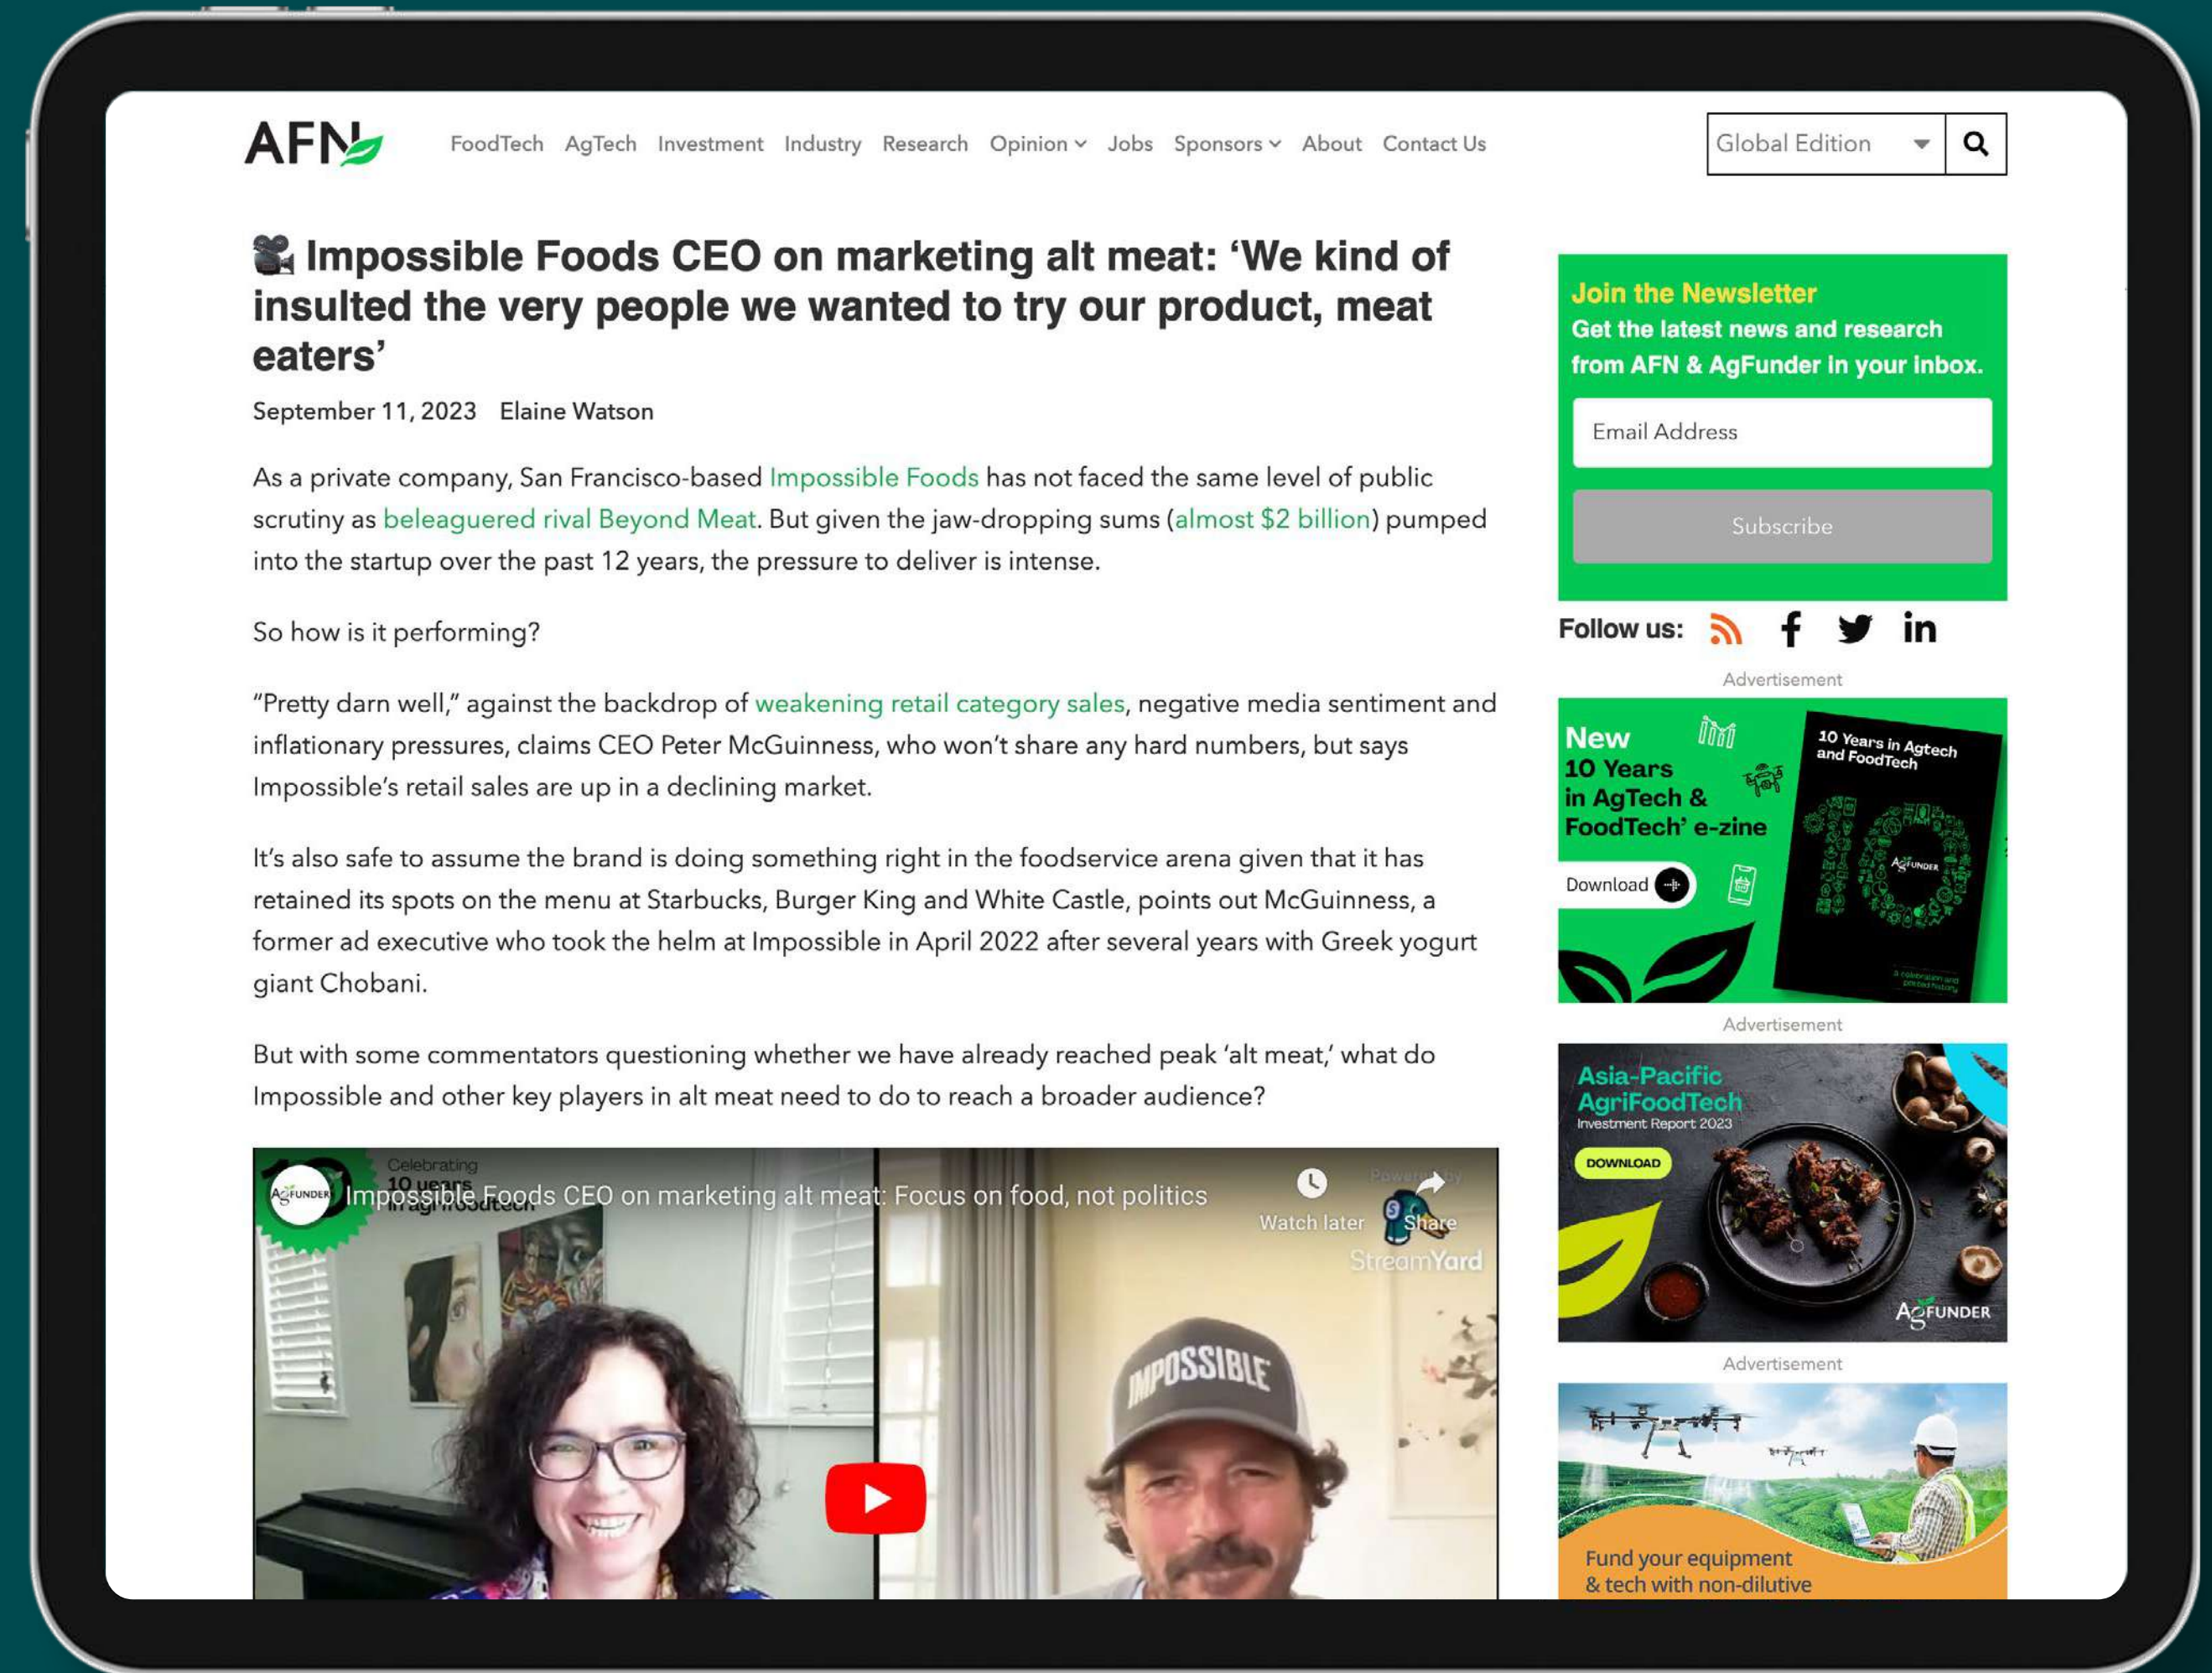 AFN
FoodTech AgTech Investment Industry Research Opinion Jobs Sponsors About Contact Us
Global Edition
Impossible Foods CEO on marketing alt meat: ‘We kind of
insulted the very people we wanted to try our product, meat
eaters’
September 11, 2023 Elaine Watson
As a private company, San Francisco-based Impossible Foods has not faced the same level of public
scrutiny as beleaguered rival Beyond Meat. But given the jaw-dropping sums (almost $2 billion) pumped
into the startup over the past 12 years, the pressure to deliver is intense.
So how is it performing?
“Pretty darn well,” against the backdrop of weakening retail category sales, negative media sentiment and
inflationary pressures, claims CEO Peter McGuinness, who won’t share any hard numbers, but says
Impossible’s retail sales are up in a declining market.
It’s also safe to assume the brand is doing something right in the foodservice arena given that it has
retained its spots on the menu at Starbucks, Burger King and White Castle, points out McGuinness, a
former ad executive who took the helm at Impossible in April 2022 after several years with Greek yogurt
giant Chobani.
But with some commentators questioning whether we have already reached peak ‘alt meat,’ what do
Impossible and other key players in alt meat need to do to reach a broader audience?
Celebrating
10 years
in agrifoodtech
AgFUNDER
Impossible Foods CEO on marketing alt meat: Focus on food, not politics
Watch later
Share
Powered by
StreamYard
IMPOSSIBLE
Join the Newsletter
Get the latest news and research
from AFN & AgFunder in your inbox.
Email Address
Subscribe
Follow us:
Advertisement
New
10 Years
in AgTech &
FoodTech’ e-zine
Download
10 Years in Agtech
and FoodTech
10
AgFUNDER
a celebration and
potted history
Advertisement
Asia-Pacific
AgriFoodTech
Investment Report 2023
DOWNLOAD
AgFUNDER
Advertisement
Fund your equipment
& tech with non-dilutive